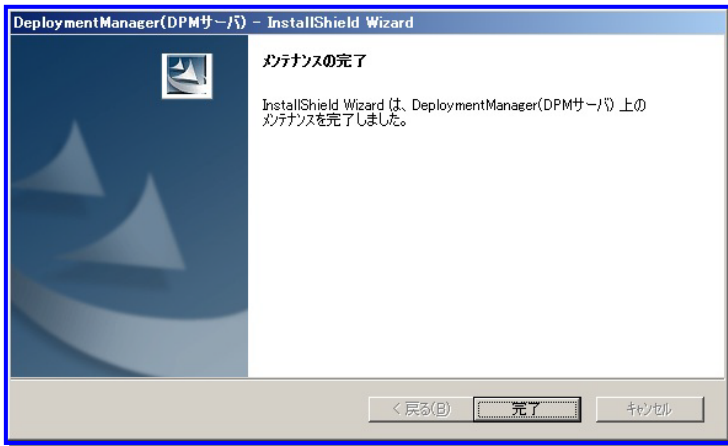 DeploymentManager(DPMサーバ) - InstallShield Wizard
メンテナンスの完了
InstallShield Wizard は、DeploymentManager(DPMサーバ) 上の
メンテナンスを完了しました。
< 戻る(B)
完了
キャンセル